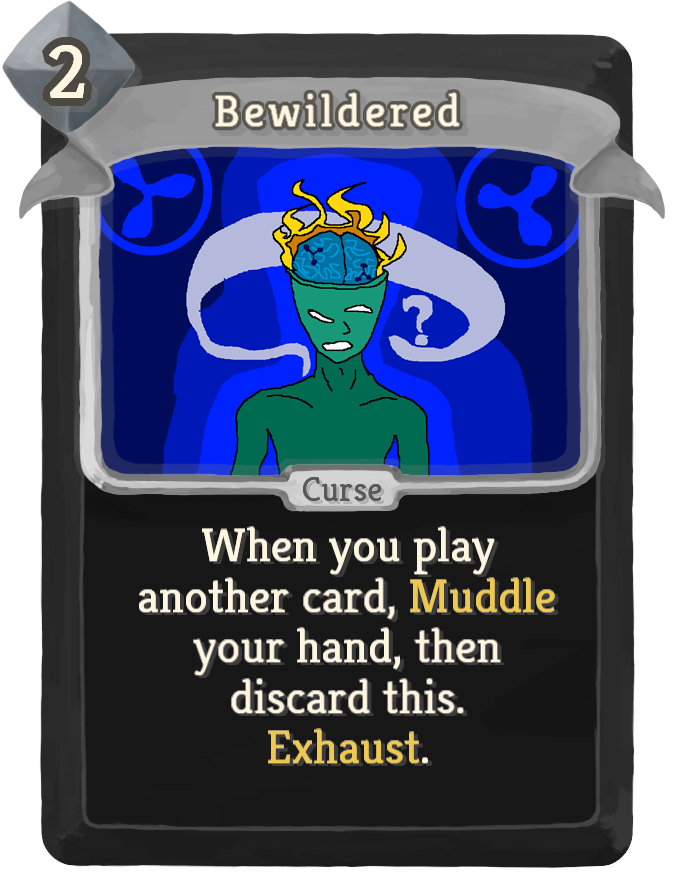 2
Bewildered
?
Curse
When you play
another card, Muddle
your hand, then
discard this.
Exhaust.